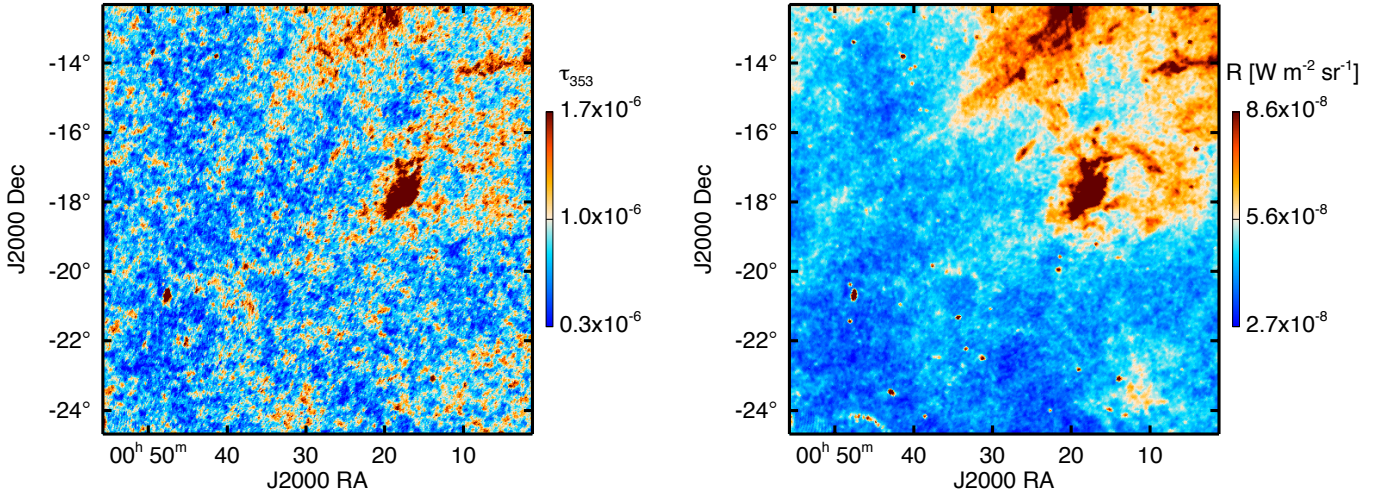 -14°
-16°
-18°
-20°
-22°
-24°
J2000 Dec
00ʰ 50ᵐ 40 30 20 10
J2000 RA
τ₃₅₃
1.7x10⁻⁶
1.0x10⁻⁶
0.3x10⁻⁶
-14°
-16°
-18°
-20°
-22°
-24°
J2000 Dec
00ʰ 50ᵐ 40 30 20 10
J2000 RA
R [W m⁻² sr⁻¹]
8.6x10⁻⁸
5.6x10⁻⁸
2.7x10⁻⁸